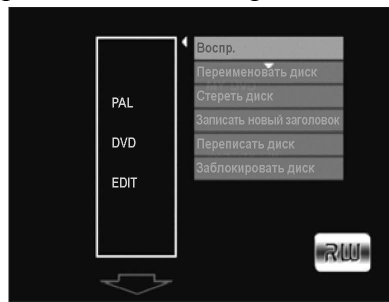 Воспр.
Переименовать диск
PAL
Стереть диск
Записать новый заголовок
DVD
Переписать диск
Заблокировать диск
EDIT
RW